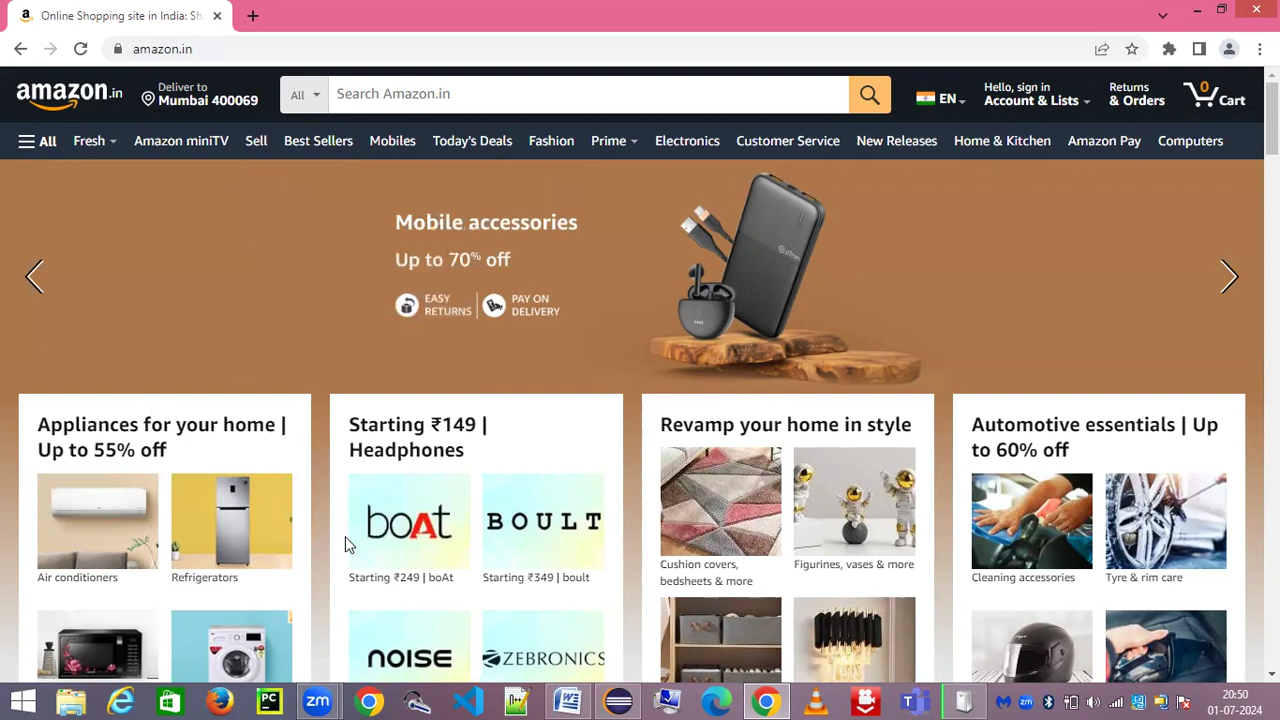 Online Shopping site in India: Sh
amazon.in
amazon.in
Deliver to
Mumbai 400069
All
Search Amazon.in
EN
Hello, sign in
Account & Lists
Returns
& Orders
0
Cart
All
Fresh
Amazon miniTV
Sell
Best Sellers
Mobiles
Today's Deals
Fashion
Prime
Electronics
Customer Service
New Releases
Home & Kitchen
Amazon Pay
Computers
Mobile accessories
Up to 70% off
EASY
RETURNS
PAY ON
DELIVERY
Appliances for your home |
Up to 55% off
Air conditioners
Refrigerators
Starting ₹149 |
Headphones
boAt
BOULT
Starting ₹249 | boAt
Starting ₹349 | boult
NOISE
ZEBRONICS
Revamp your home in style
Cushion covers,
bedsheets & more
Figurines, vases & more
Automotive essentials | Up
to 60% off
Cleaning accessories
Tyre & rim care
PC
zm
20:50
01-07-2024